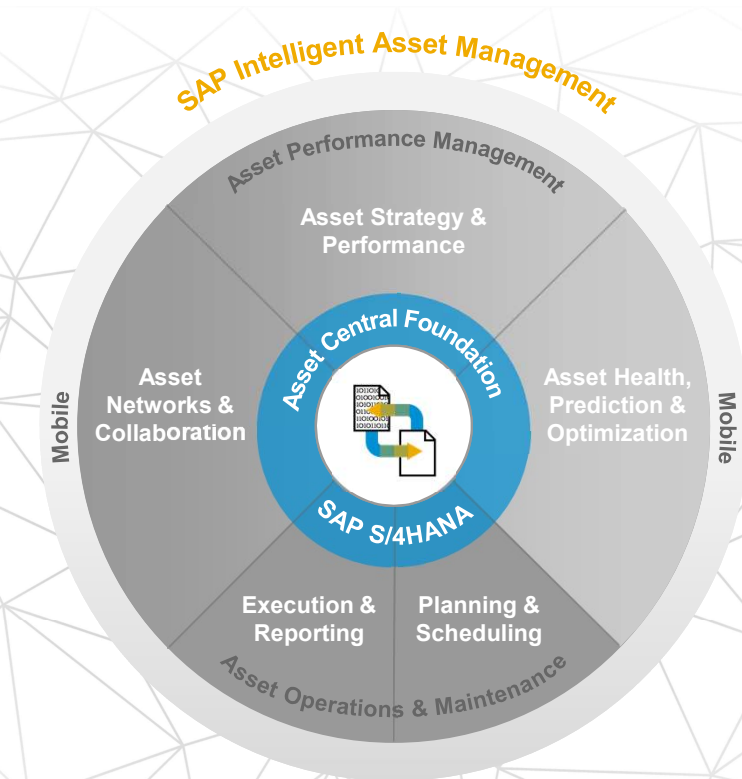 SAP Intelligent Asset Management
Asset Performance Management
Asset Strategy &
Performance
Asset Central Foundation
Asset
Networks &
Collaboration
Asset Health,
Prediction &
Optimization
Mobile
Mobile
SAP S/4HANA
Execution &
Reporting
Planning &
Scheduling
Asset Operations & Maintenance